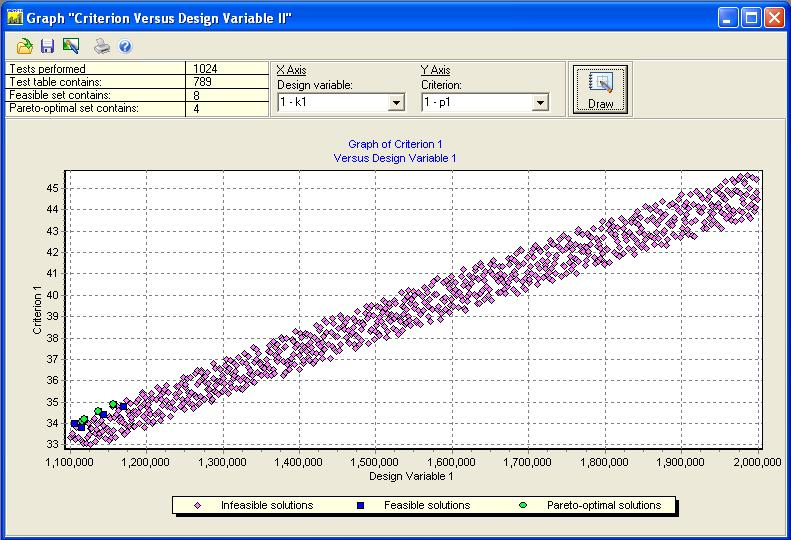 Graph "Criterion Versus Design Variable II"
Tests performed 1024
Test table contains: 789
Feasible set contains: 8
Pareto-optimal set contains: 4
X Axis
Design variable:
1 - k1
Y Axis
Criterion:
1 - p1
Draw
Graph of Criterion 1
Versus Design Variable 1
Criterion 1
45
44
43
42
41
40
39
38
37
36
35
34
33
1,100,000 1,200,000 1,300,000 1,400,000 1,500,000 1,600,000 1,700,000 1,800,000 1,900,000 2,000,000
Design Variable 1
Infeasible solutions Feasible solutions Pareto-optimal solutions